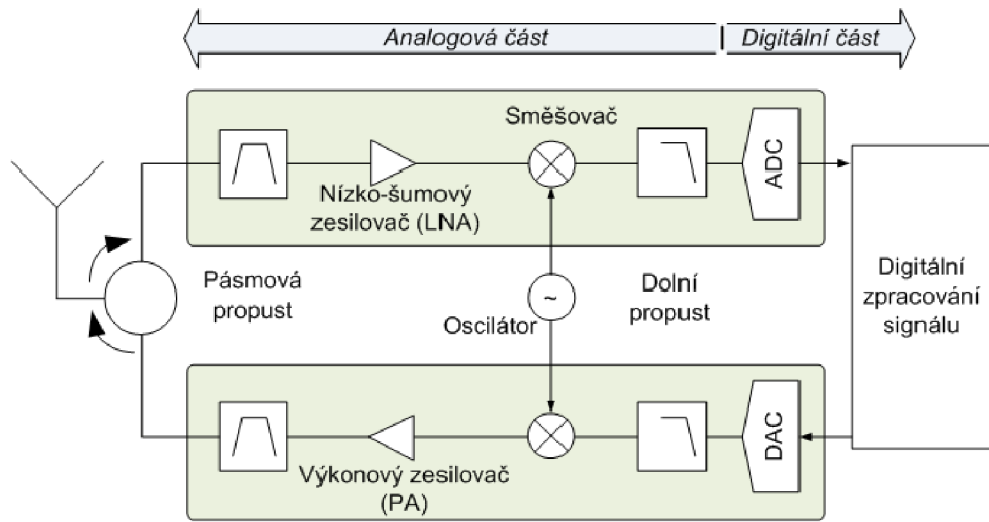 Analogová část
Digitální část
Směšovač
ADC
Nízko-šumový
zesilovač (LNA)
Pásmová
propust
Oscilátor
~
Dolní
propust
Digitální
zpracování
signálu
DAC
Výkonový zesilovač
(PA)